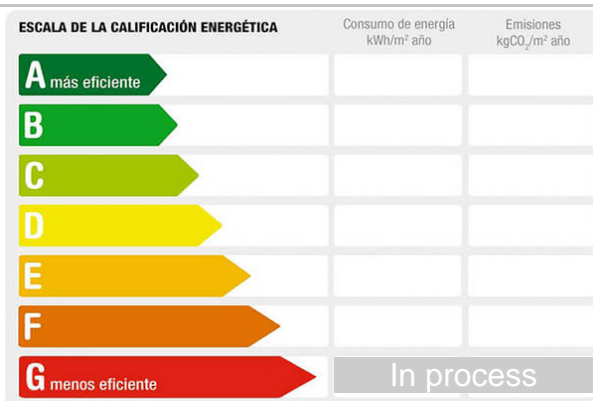 ESCALA DE LA CALIFICACIÓN ENERGÉTICA
Consumo de energía
kWh/m² año
Emisiones
kgCO₂/m² año
A más eficiente
B
C
D
E
F
G menos eficiente
In process